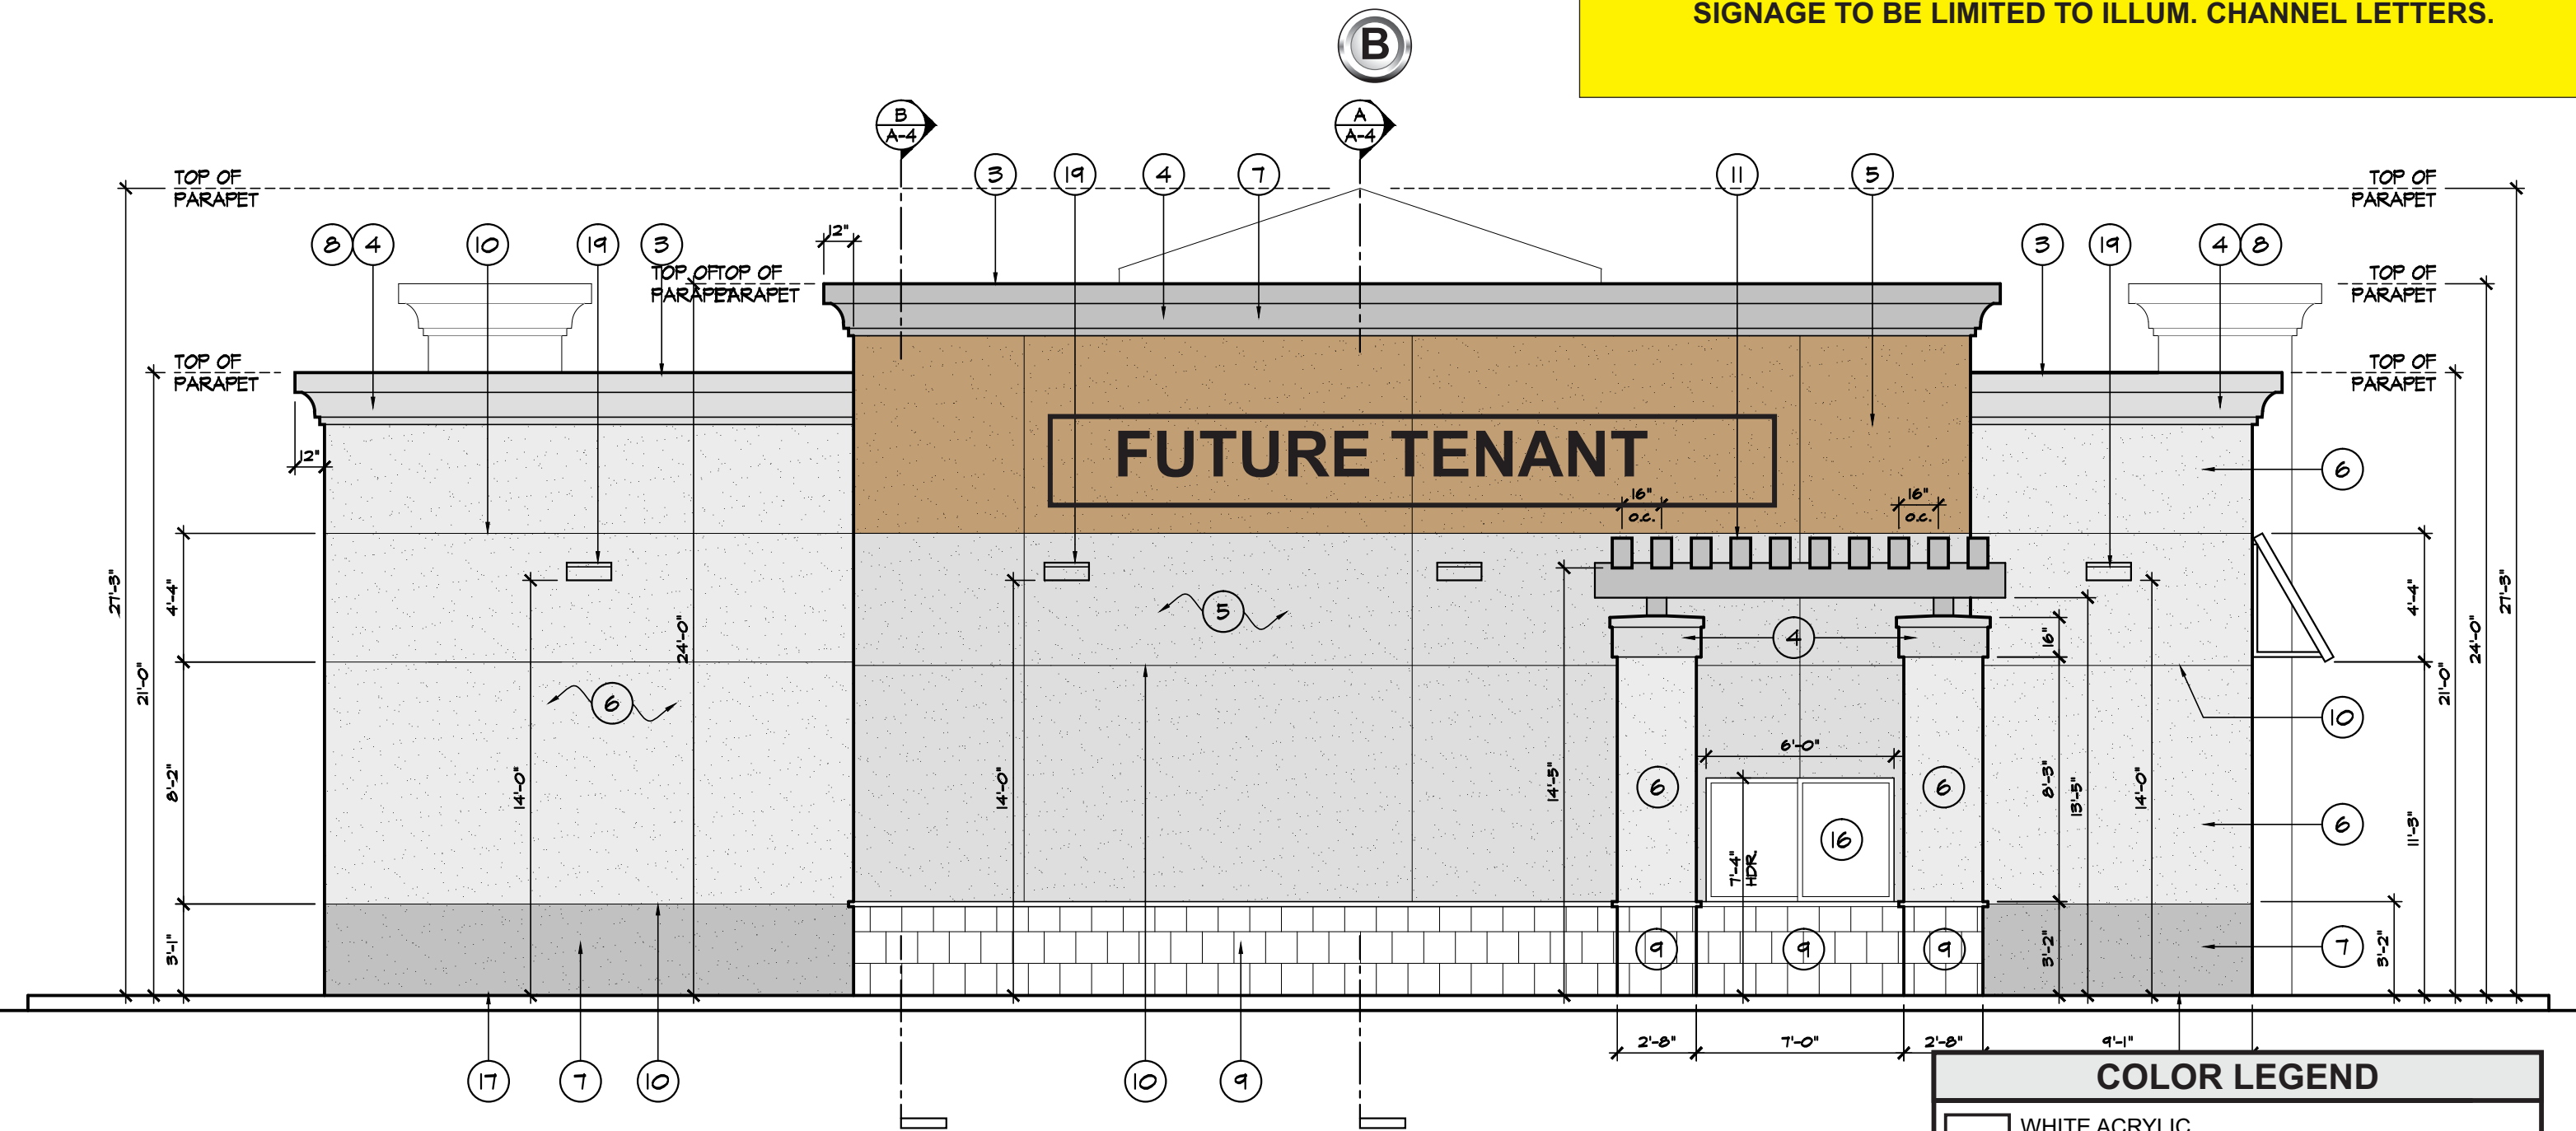 SIGNAGE TO BE LIMITED TO ILLUM. CHANNEL LETTERS.
B
B
A-4
A
A-4
TOP OF
PARAPET
3
19
4
7
11
5
TOP OF
PARAPET
8
4
10
19
3
12"
3
19
4
8
TOP OF
PARAPET
TOP OF
PARAPET
TOP OF
PARAPET
TOP OF
PARAPET
TOP OF
PARAPET
12"
FUTURE TENANT
6
16"
O.C.
16"
O.C.
27'-3"
4'-4"
24'-0"
5
4
16"
4'-4"
27'-3"
21'-0"
6
24'-0"
21'-0"
10
8'-2"
14'-0"
14'-0"
14'-5"
6
6'-0"
6
8'-3"
13'-5"
14'-0"
6
11'-3"
7'-4"
HDR.
16
3'-1"
9
9
9
3'-2"
7
3'-2"
17
7
10
10
9
2'-8"
7'-0"
2'-8"
9'-1"
COLOR LEGEND
WHITE ACRYLIC